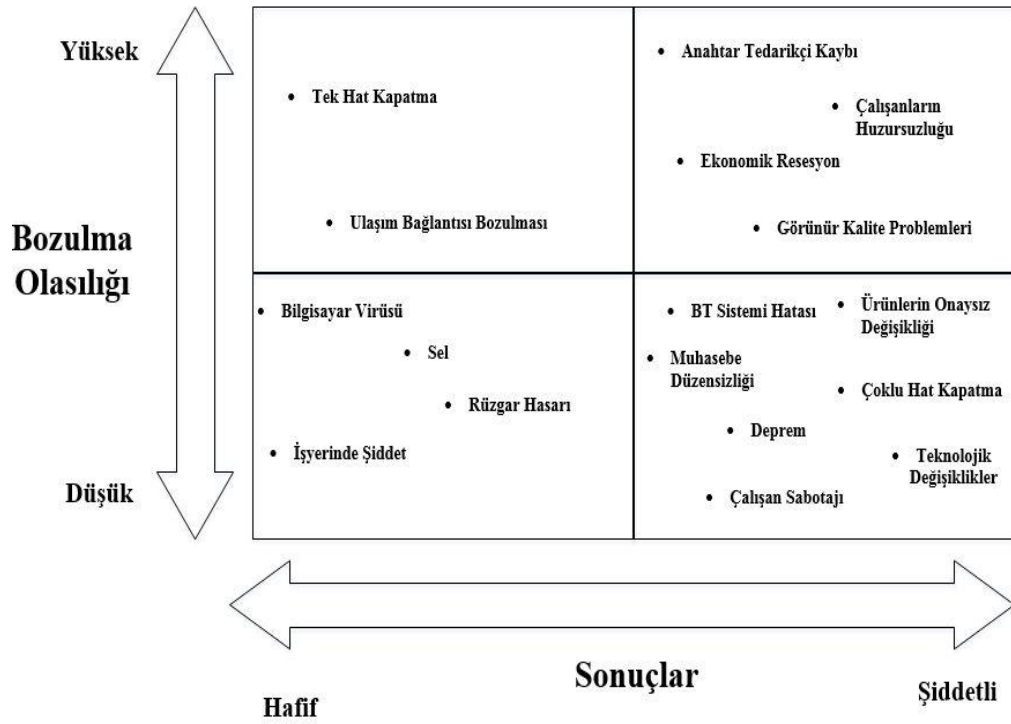 Yüksek
Bozulma
Olasılığı
Düşük
• Tek Hat Kapatma
• Ulaşım Bağlantısı Bozulması
• Anahtar Tedarikçi Kaybı
• Çalışanların
Huzursuzluğu
• Ekonomik Resesyon
• Görünür Kalite Problemleri
• Bilgisayar Virüsü
• Sel
• Rüzgar Hasarı
• İşyerinde Şiddet
• BT Sistemi Hatası
• Ürünlerin Onaysız
Değişikliği
• Muhasebe
Düzensizliği
• Çoklu Hat Kapatma
• Deprem
• Teknolojik
Değişiklikler
• Çalışan Sabotajı
Sonuçlar
Hafif
Şiddetli